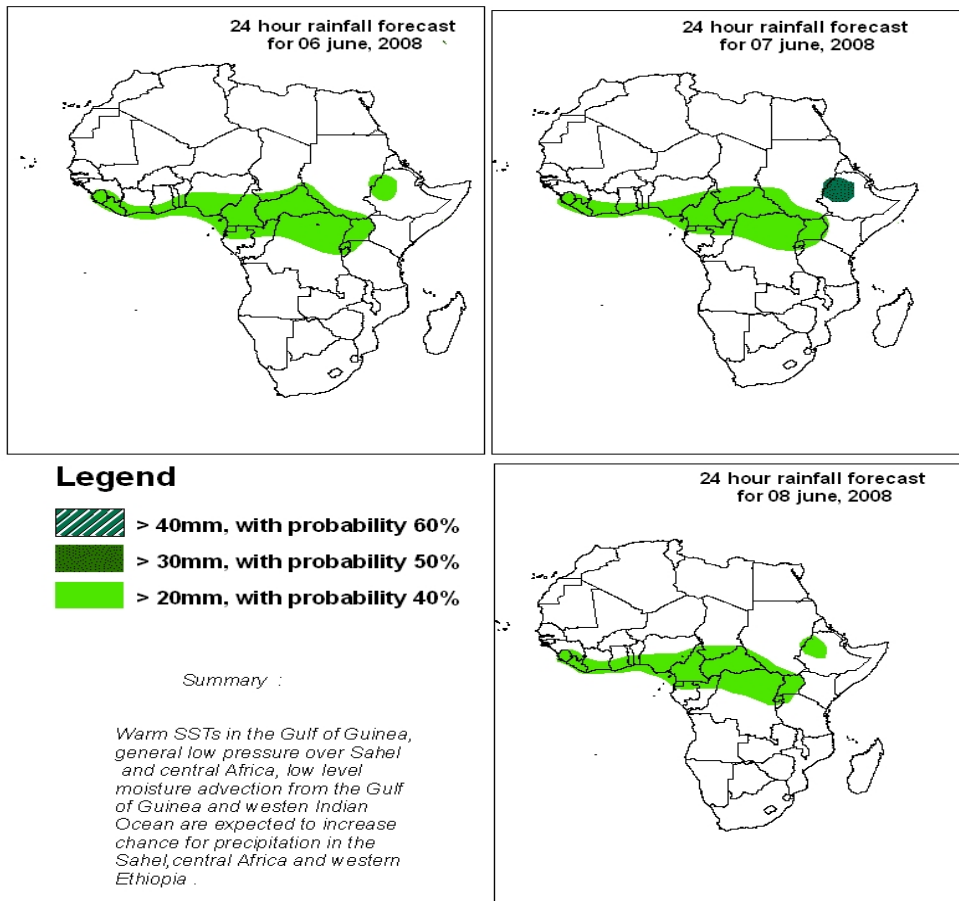 24 hour rainfall forecast
for 06 june, 2008
24 hour rainfall forecast
for 07 june, 2008
Legend
> 40mm, with probability 60%
> 30mm, with probability 50%
> 20mm, with probability 40%
Summary :
Warm SSTs in the Gulf of Guinea,
general low pressure over Sahel
and central Africa, low level
moisture advection from the Gulf
of Guinea and westen Indian
Ocean are expected to increase
chance for precipitation in the
Sahel,central Africa and western
Ethiopia .
24 hour rainfall forecast
for 08 june, 2008